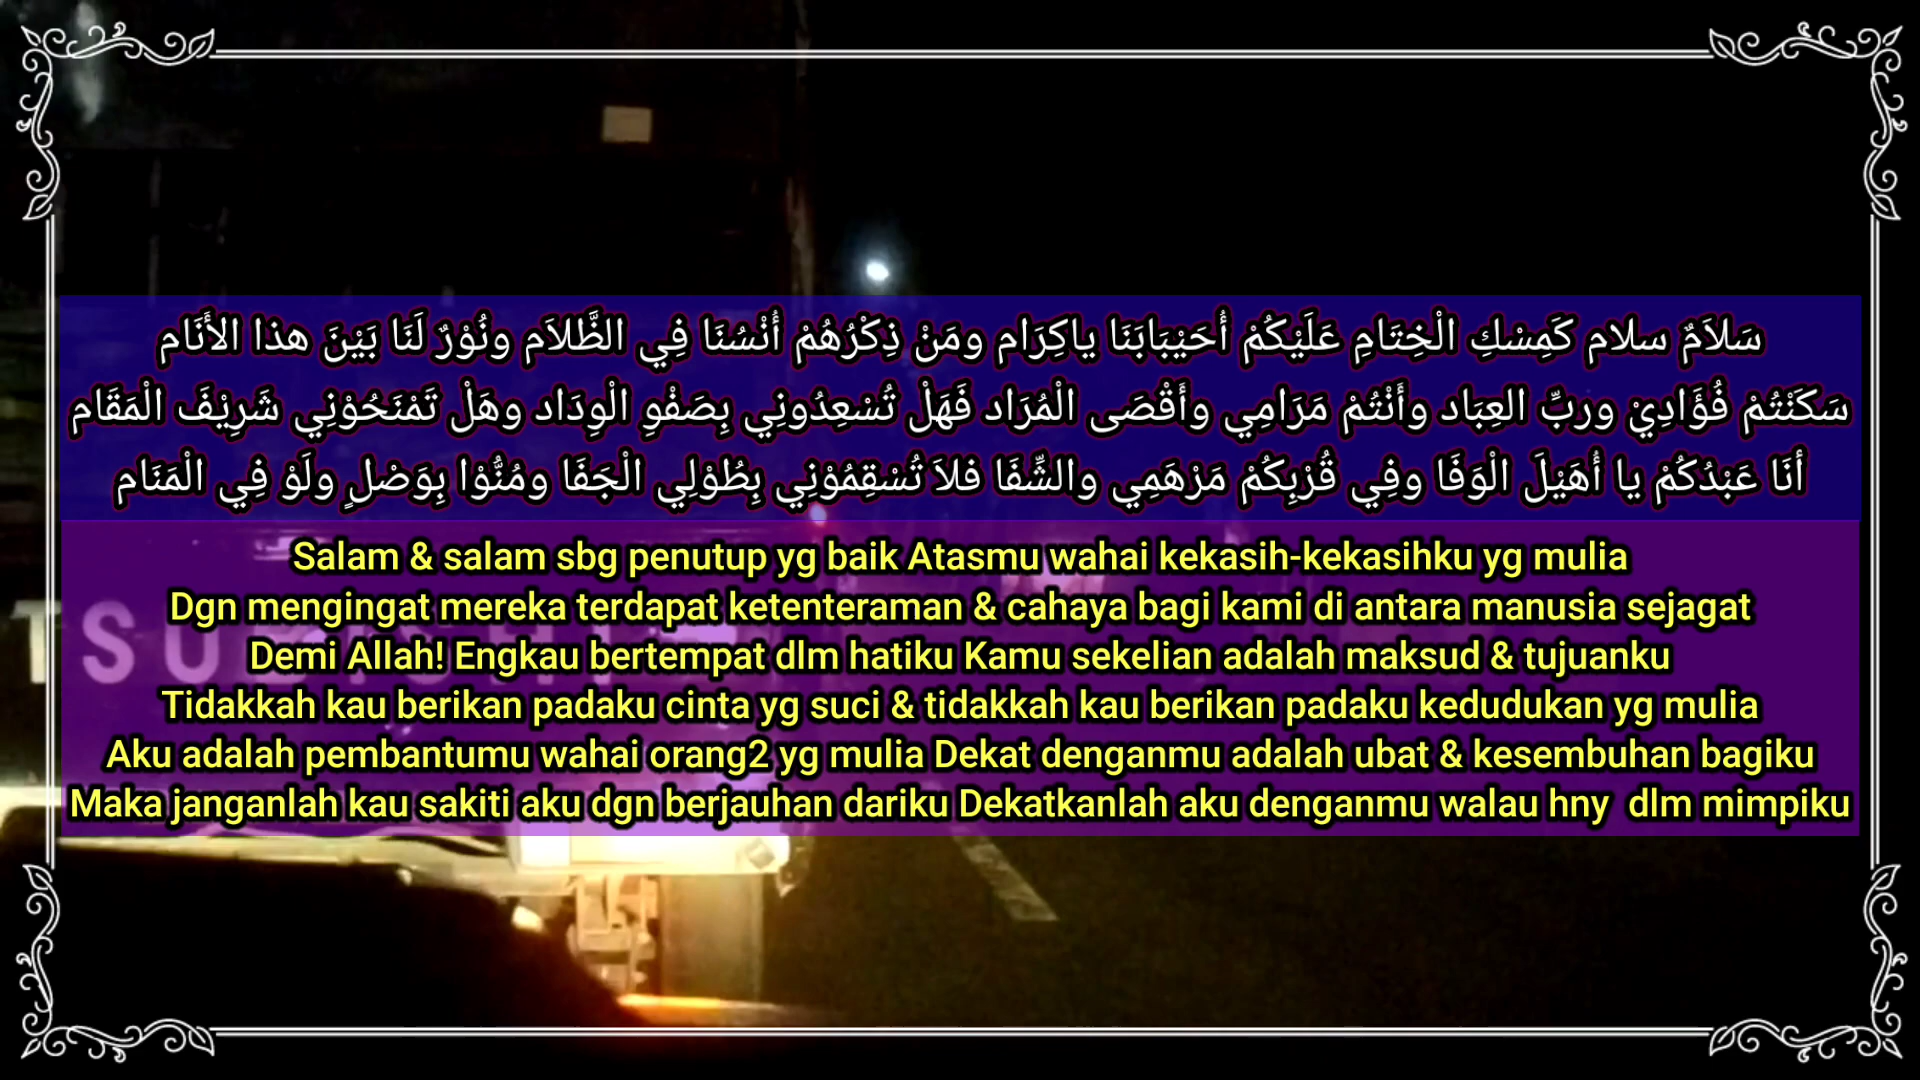 سَلاَمٌ سلام كَمِسْكِ الْخِتَامِ عَلَيْكُمْ أُحَيْبَابَنَا ياكِرَام ومَنْ ذِكْرُهُمْ أُنْسُنَا فِي الظَّلاَم ونُوْرٌ لَنَا بَيْنَ هذا الأَنَام
سَكَنْتُمْ فُؤَادِيْ وربِّ العِبَاد وأَنْتُمْ مَرَامِي وأَقْصَى الْمُرَاد فَهَلْ تُسْعِدُونِي بِصَفْوِ الْوِدَاد وهَلْ تَمْنَحُوْنِي شَرِيْفَ الْمَقَام
أنَا عَبْدُكُمْ يا أُهَيْلَ الْوَفَا وفِي قُرْبِكُمْ مَرْهَمِي والشِّفَا فلاَ تُسْقِمُوْنِي بِطُوْلِي الْجَفَا ومُنُّوْا بِوَصْلٍ ولَوْ فِي الْمَنَام
Salam & salam sbg penutup yg baik Atasmu wahai kekasih-kekasihku yg mulia
Dgn mengingat mereka terdapat ketenteraman & cahaya bagi kami di antara manusia sejagat
TSUBISHI
Demi Allah! Engkau bertempat dlm hatiku Kamu sekelian adalah maksud & tujuanku
Tidakkah kau berikan padaku cinta yg suci & tidakkah kau berikan padaku kedudukan yg mulia
Aku adalah pembantumu wahai orang2 yg mulia Dekat denganmu adalah ubat & kesembuhan bagiku
Maka janganlah kau sakiti aku dgn berjauhan dariku Dekatkanlah aku denganmu walau hny dlm mimpiku